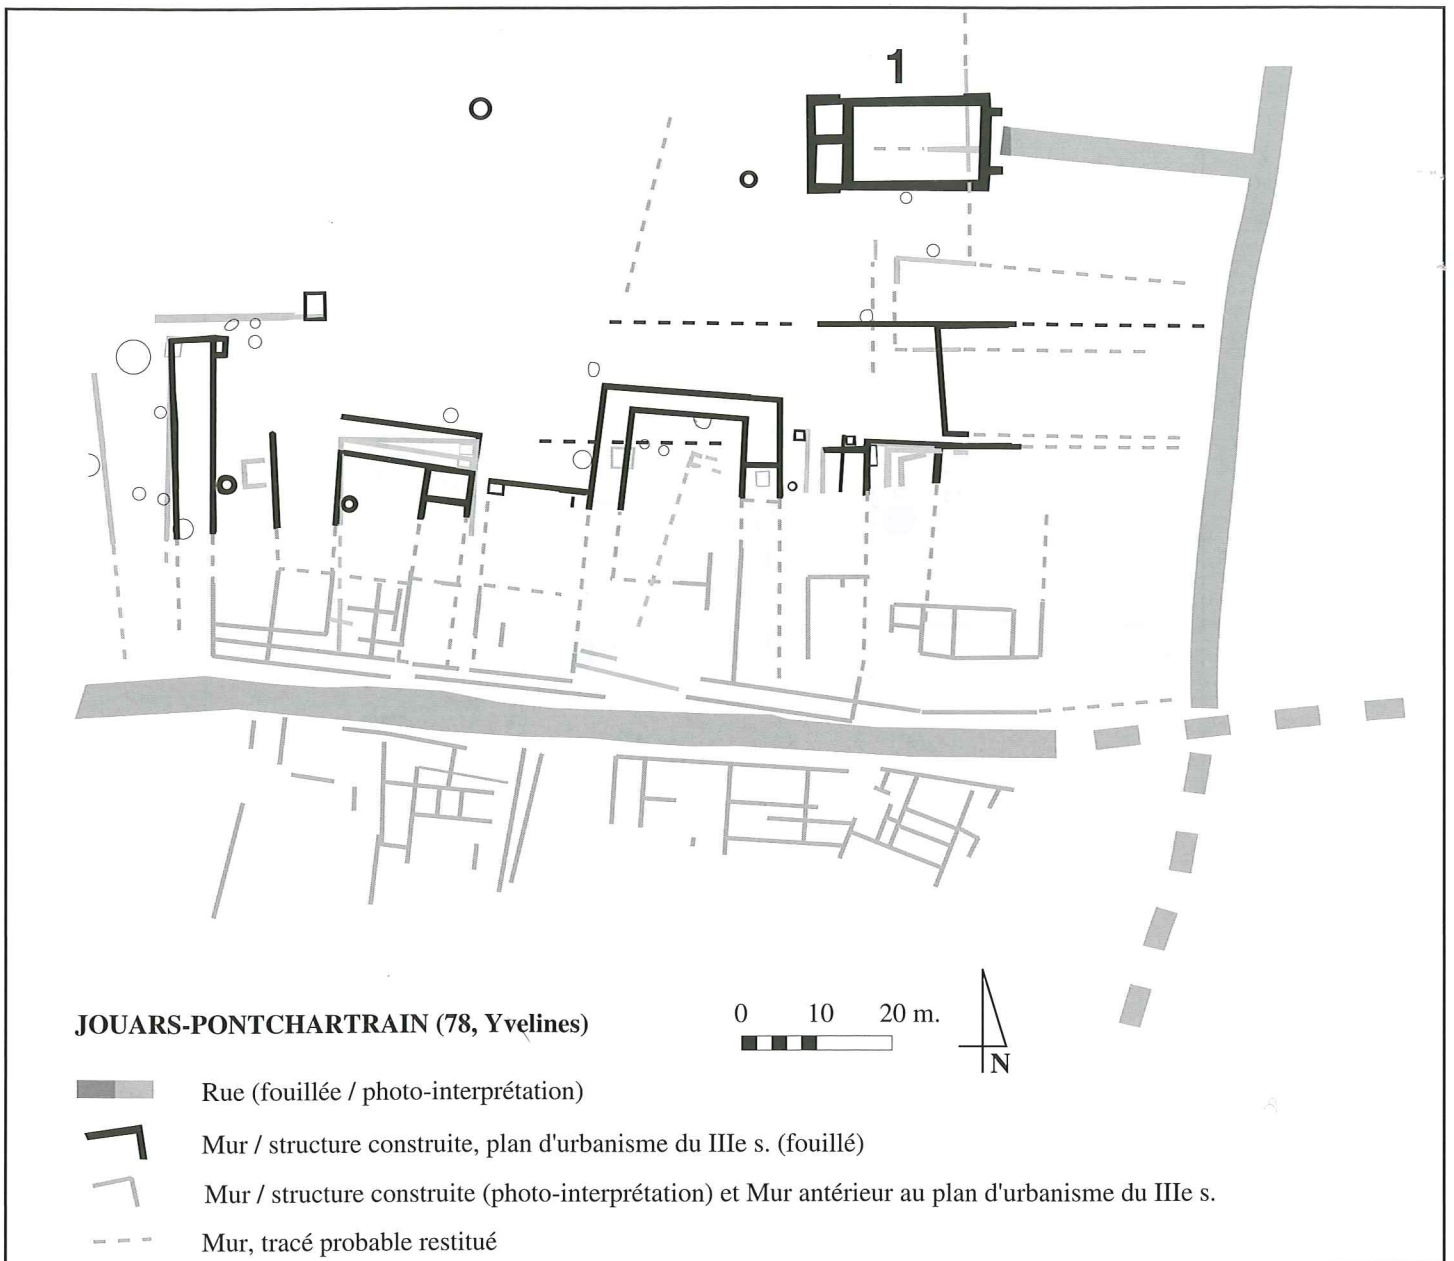 1
JOUARS-PONTCHARTRAIN (78, Yvelines)
0 10 20 m.
N
Rue (fouillée / photo-interprétation)
Mur / structure construite, plan d'urbanisme du IIIe s. (fouillé)
Mur / structure construite (photo-interprétation) et Mur antérieur au plan d'urbanisme du IIIe s.
Mur, tracé probable restitué